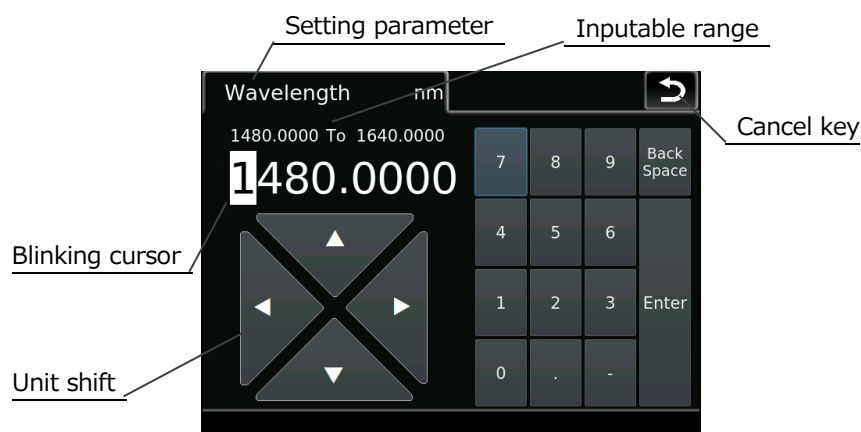 Setting parameter
Inputable range
Wavelength nm
Cancel key
1480.0000 To 1640.0000
1480.0000
7 8 9 Back Space
4 5 6
Blinking cursor
1 2 3 Enter
Unit shift
0 . -